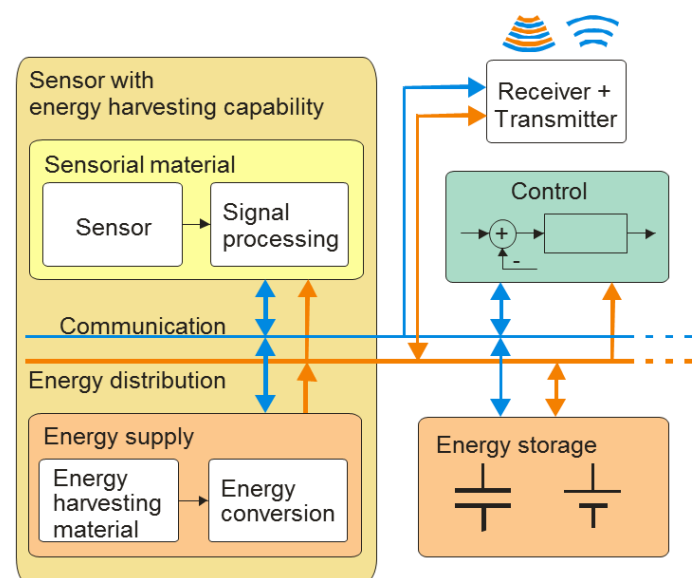 Sensor with
energy harvesting capability
Sensorial material
Sensor
Signal
processing
Communication
Energy distribution
Energy supply
Energy
harvesting
material
Energy
conversion
Receiver +
Transmitter
Control
+
-
Energy storage